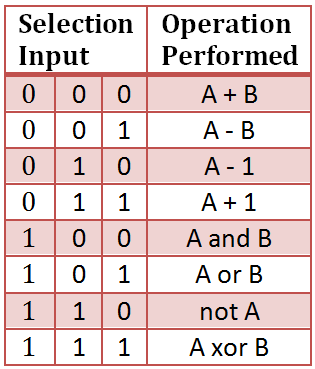 Selection Input Operation Performed
0 0 0 A + B
0 0 1 A - B
0 1 0 A - 1
0 1 1 A + 1
1 0 0 A and B
1 0 1 A or B
1 1 0 not A
1 1 1 A xor B